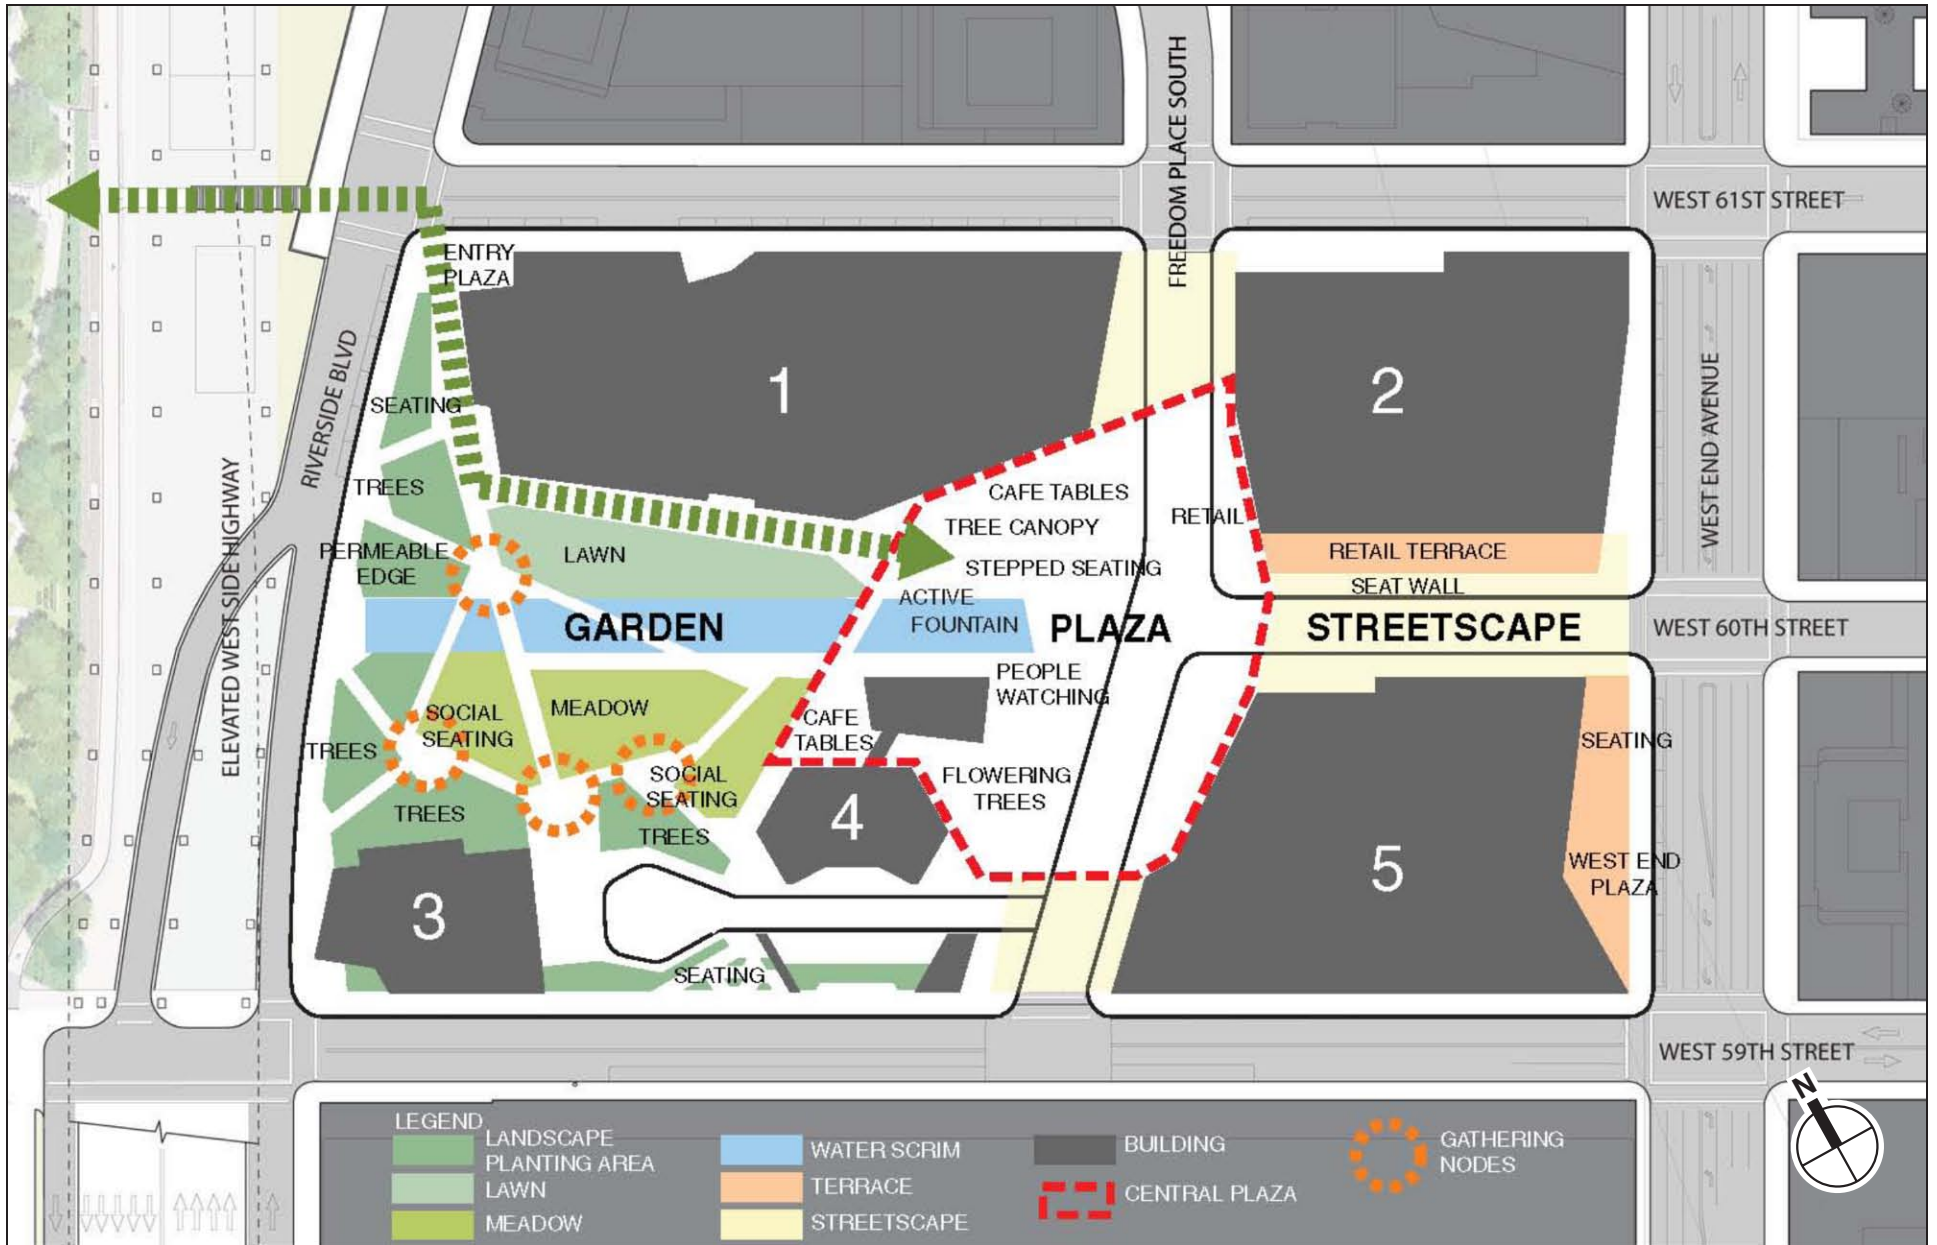 FREEDOM PLACE SOUTH
WEST 61ST STREET
ENTRY
PLAZA
1
2
RIVERSIDE BLVD
SEATING
TREES
ELEVATED WEST SIDE HIGHWAY
WEST END AVENUE
CAFE TABLES
RETAIL
TREE CANOPY
PERMEABLE
EDGE
LAWN
STEPPED SEATING
RETAIL TERRACE
SEAT WALL
ACTIVE
FOUNTAIN
GARDEN
PLAZA
STREETSCAPE
WEST 60TH STREET
PEOPLE
WATCHING
SOCIAL
SEATING
MEADOW
CAFE
TABLES
TREES
SEATING
SOCIAL
SEATING
FLOWERING
TREES
TREES
TREES
4
3
5
WEST END
PLAZA
SEATING
WEST 59TH STREET
N
LEGEND
LANDSCAPE
PLANTING AREA
LAWN
MEADOW
WATER SCRIM
TERRACE
STREETSCAPE
BUILDING
CENTRAL PLAZA
GATHERING
NODES